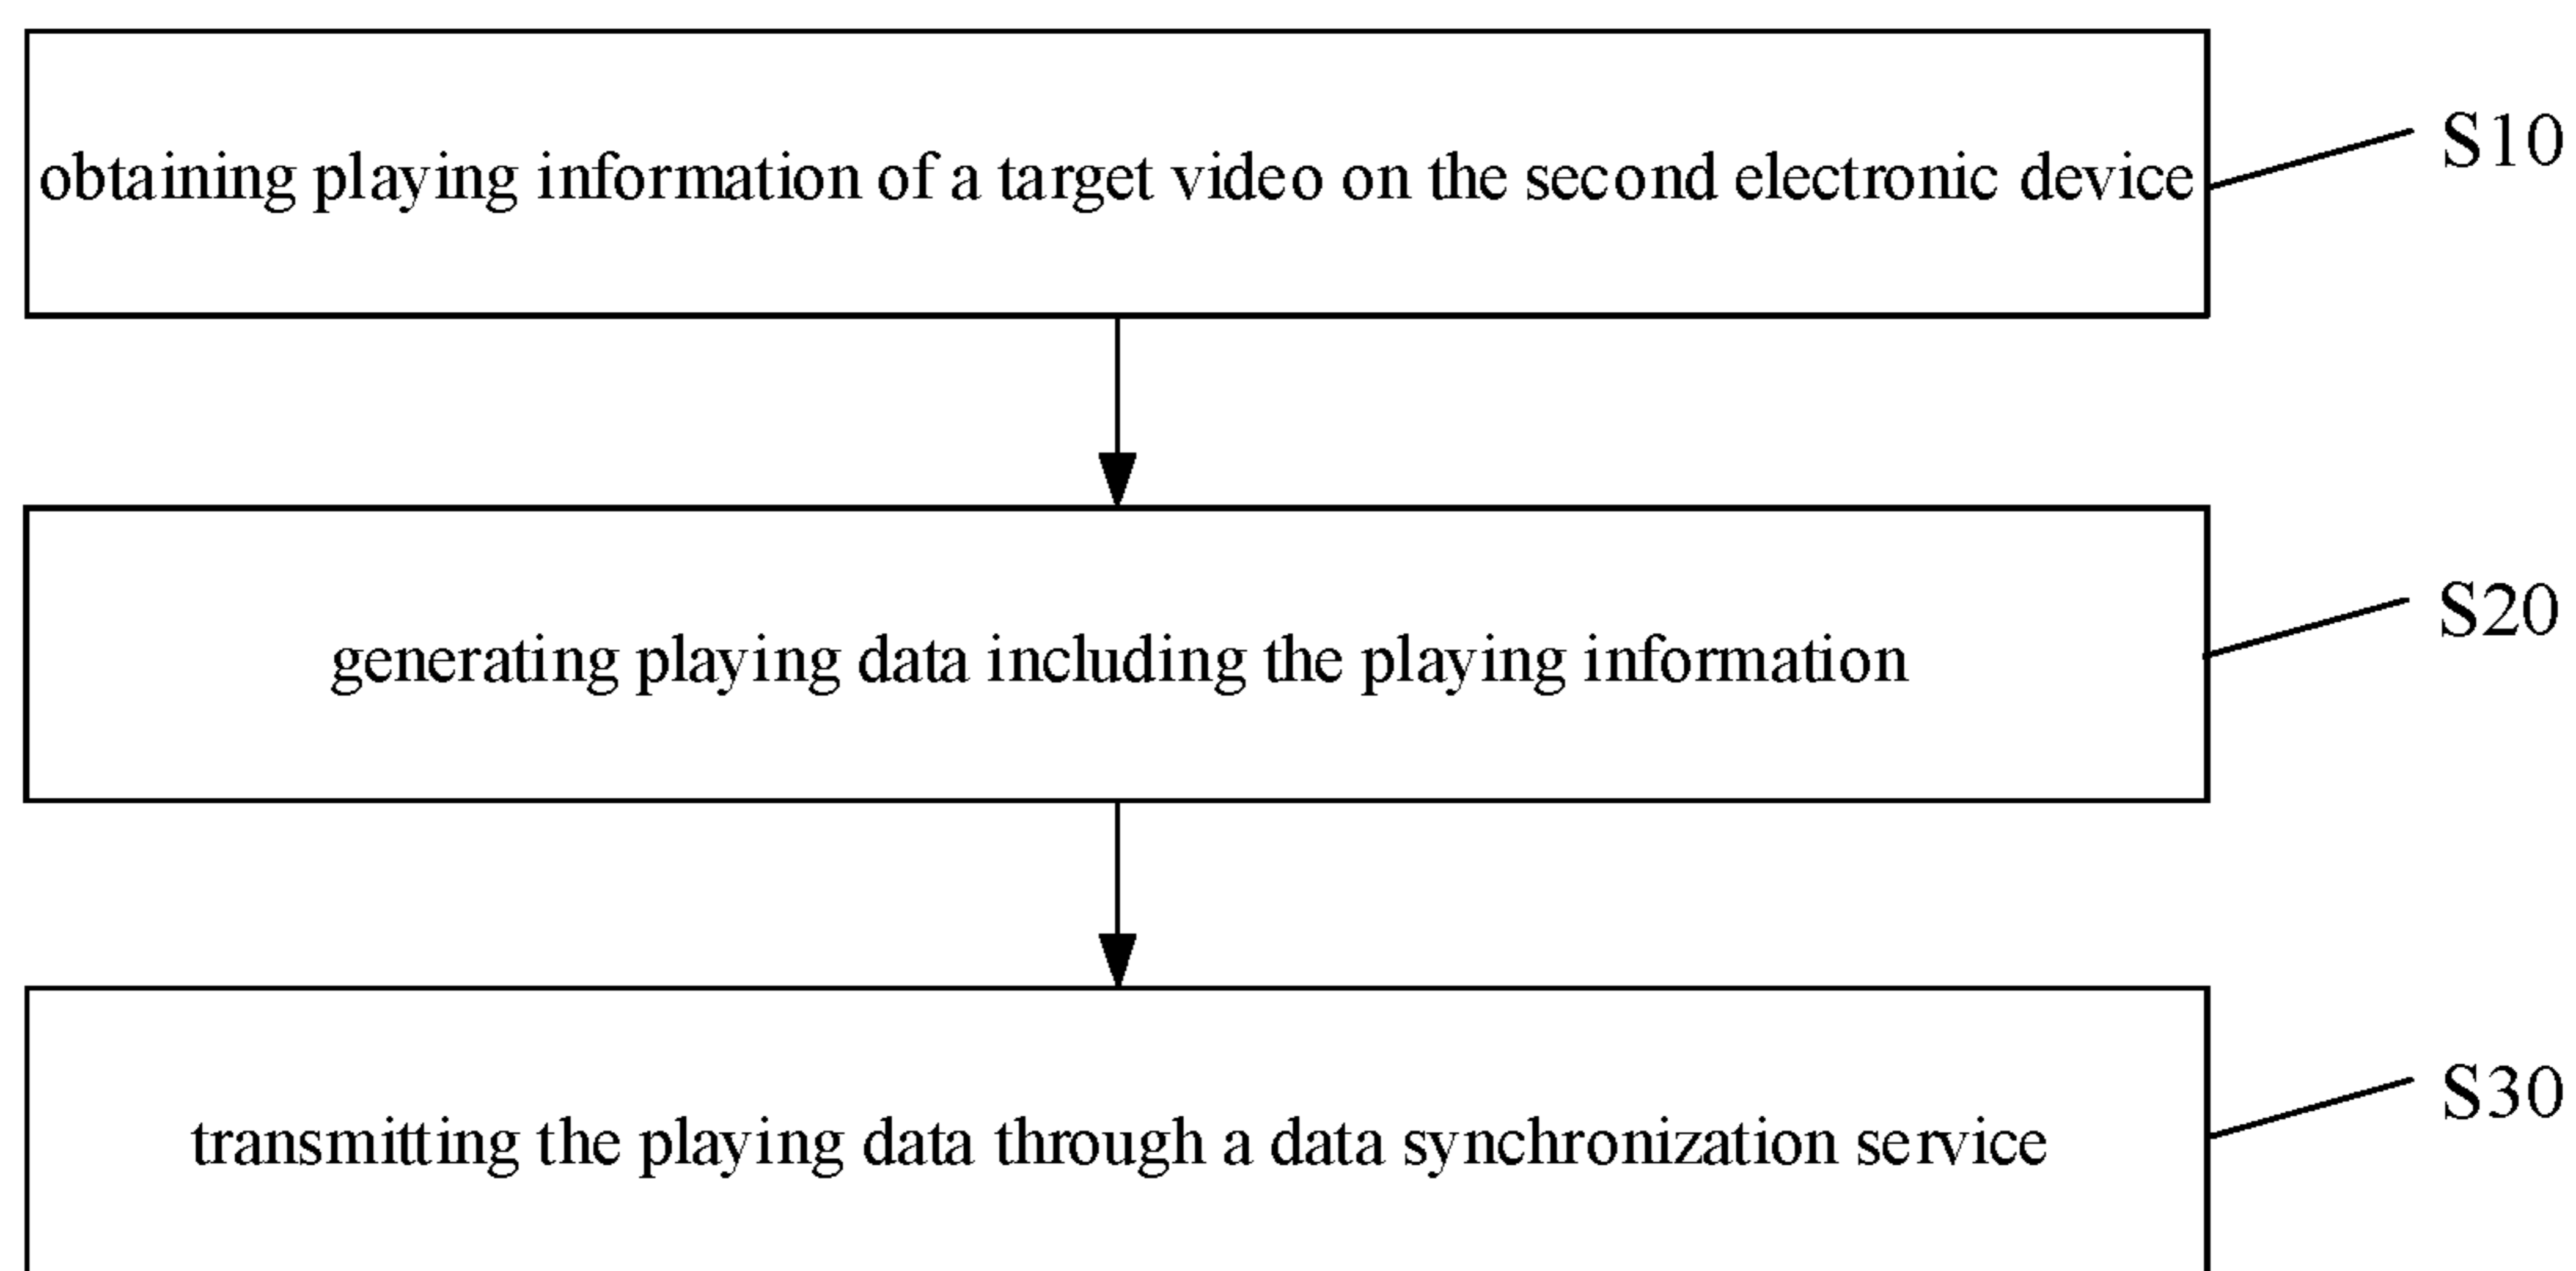 obtaining playing information of a target video on the second electronic device
S10
generating playing data including the playing information
S20
transmitting the playing data through a data synchronization service
S30